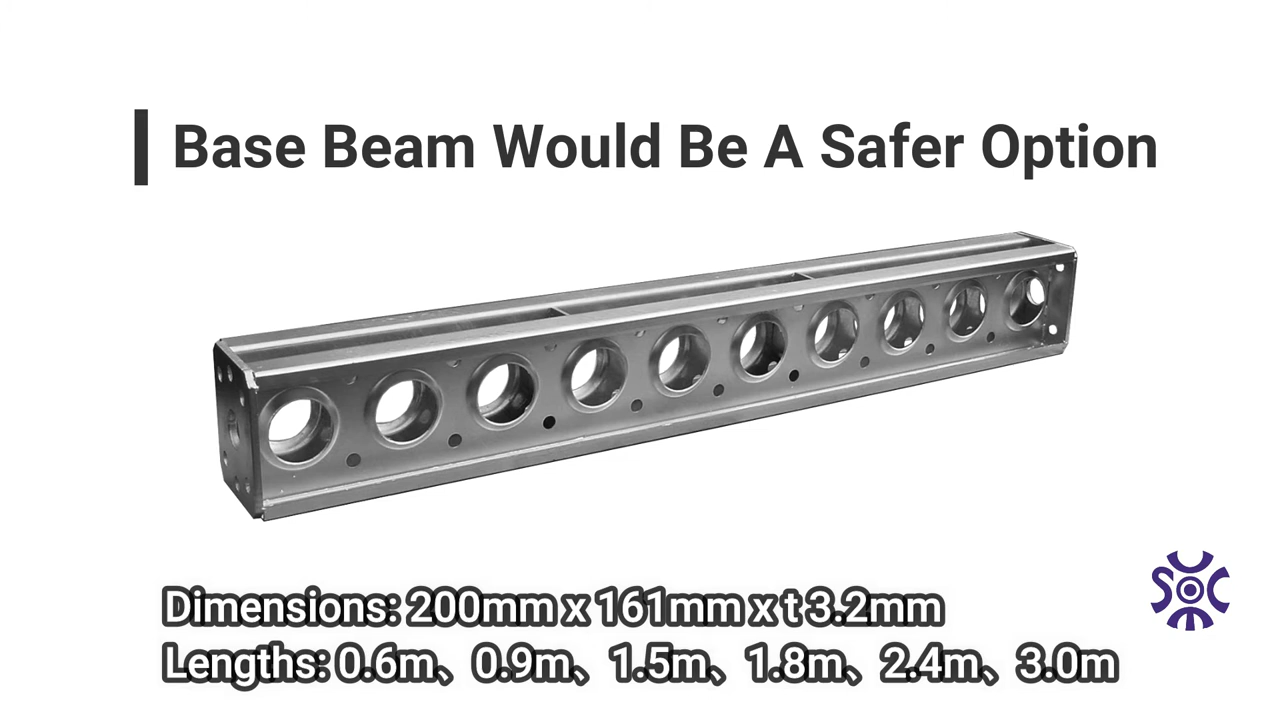 Base Beam Would Be A Safer Option
Dimensions: 200mm x 161mm x t 3.2mm
Lengths: 0.6m、0.9m、1.5m、1.8m、2.4m、3.0m
SOC